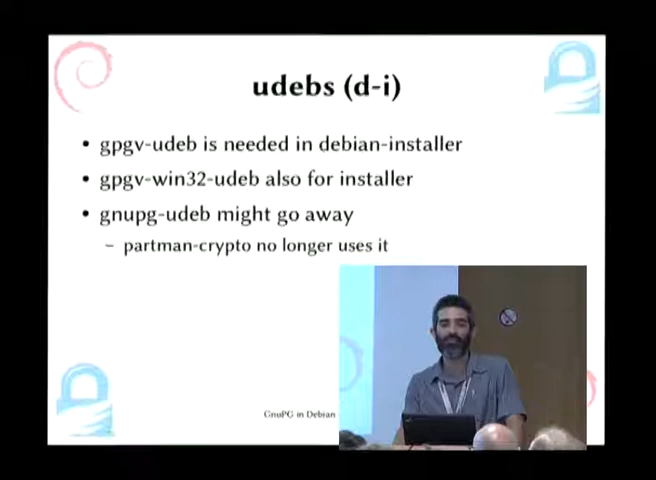 udebs (d-i)
• gpgv-udeb is needed in debian-installer
• gpgv-win32-udeb also for installer
• gnupg-udeb might go away
– partman-crypto no longer uses it
GnuPG in Debian